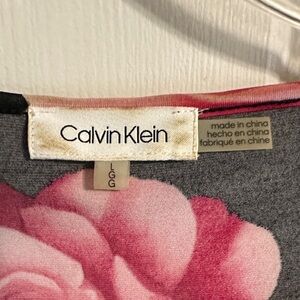 Calvin Klein
made in china
hecho en china
fabriqué en chine
L
G
G